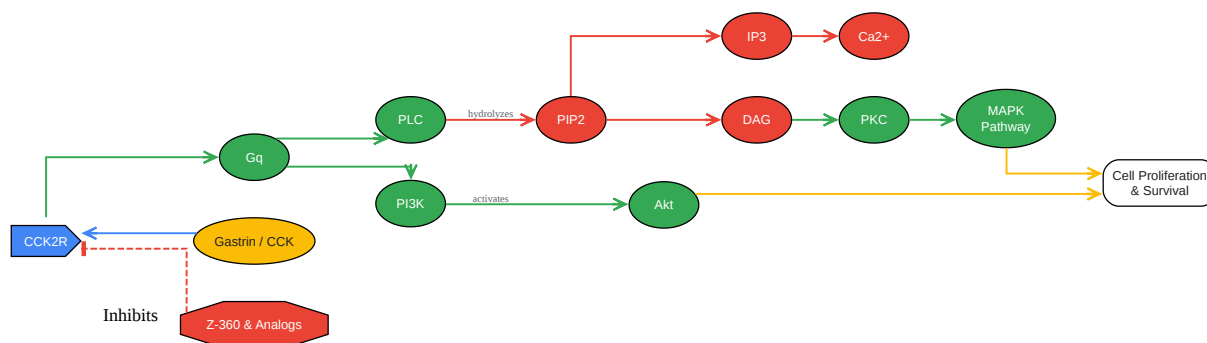 IP3
Ca2+
PLC
hydrolyzes
PIP2
DAG
PKC
MAPK
Pathway
Gq
Cell Proliferation
& Survival
PI3K
activates
Akt
CCK2R
Gastrin / CCK
Inhibits
Z-360 & Analogs